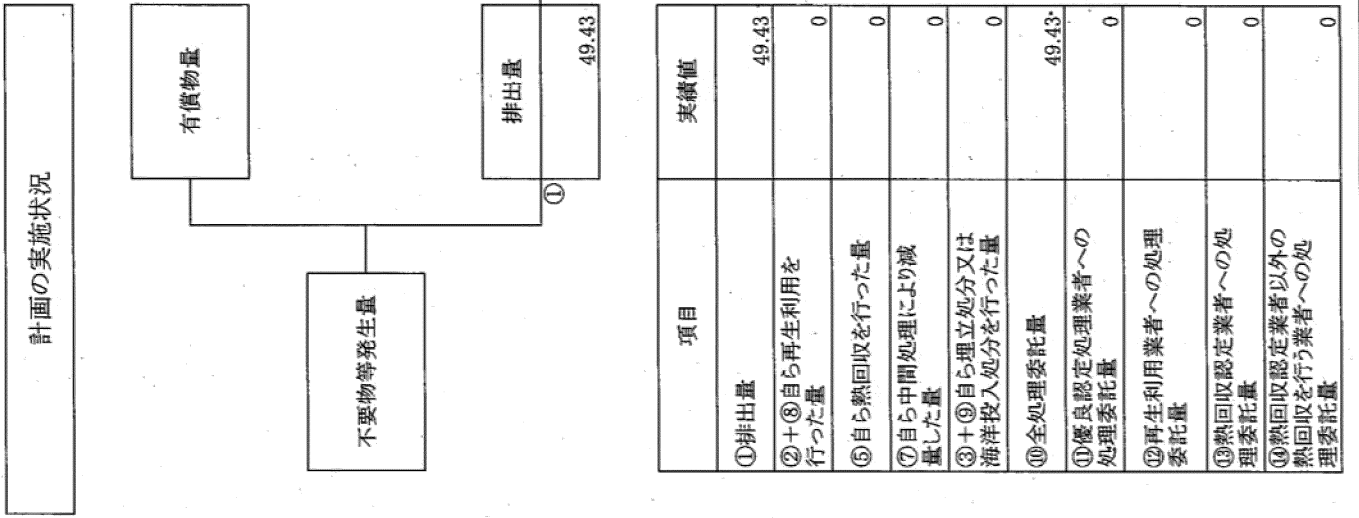 計画の実施状況
有償物量
不要物等発生量
①
排出量
49.43
項目
実績値
①排出量
49.43
②+⑧自ら再生利用を
行った量
0
⑤自ら熱回収を行った量
0
⑦自ら中間処理により減
量した量
0
③+⑨自ら埋立処分又は
海洋投入処分を行った量
0
⑩全処理委託量
49.43
⑪優良認定処理業者への
処理委託量
0
⑫再生利用業者への処理
委託量
0
⑬熱回収認定業者への処
理委託量
0
⑭熱回収認定業者以外の
熱回収を行う業者への処
理委託量
0